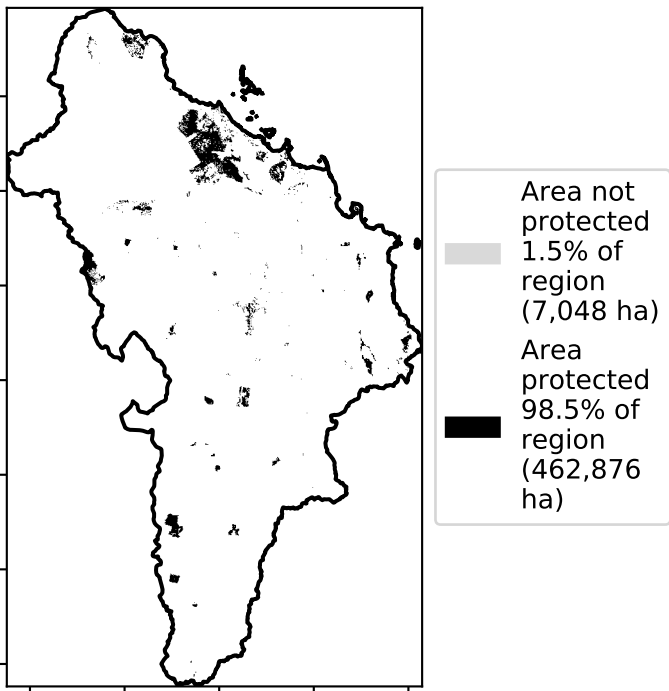 Area not
protected
1.5% of
region
(7,048 ha)
Area
protected
98.5% of
region
(462,876
ha)